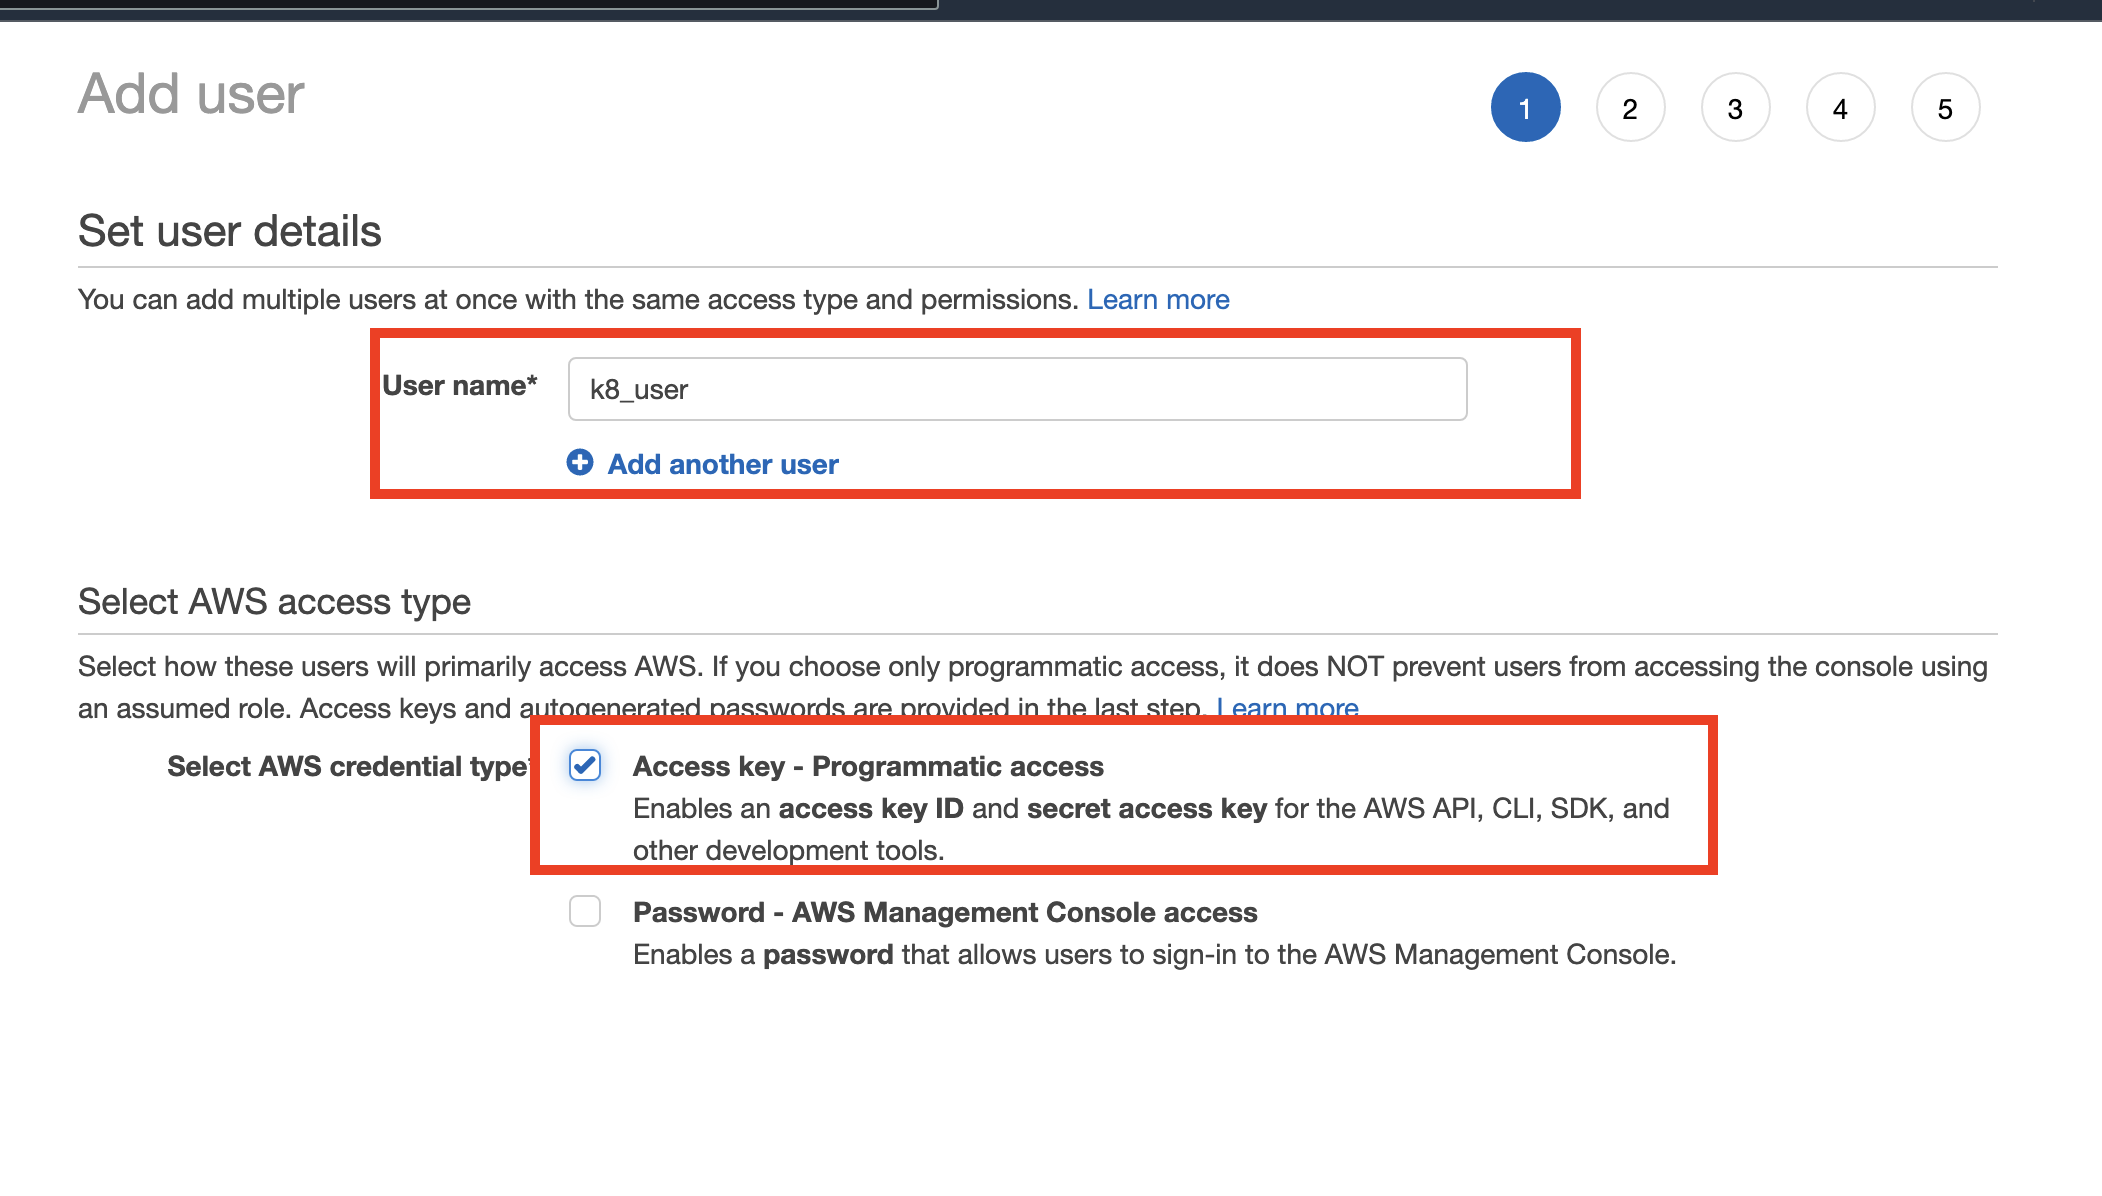 Add user
1 2 3 4 5
Set user details
You can add multiple users at once with the same access type and permissions. Learn more
User name* k8_user
Add another user
Select AWS access type
Select how these users will primarily access AWS. If you choose only programmatic access, it does NOT prevent users from accessing the console using
an assumed role. Access keys and autogenerated passwords are provided in the last step. Learn more
Select AWS credential type* Access key - Programmatic access
Enables an access key ID and secret access key for the AWS API, CLI, SDK, and
other development tools.
Password - AWS Management Console access
Enables a password that allows users to sign-in to the AWS Management Console.